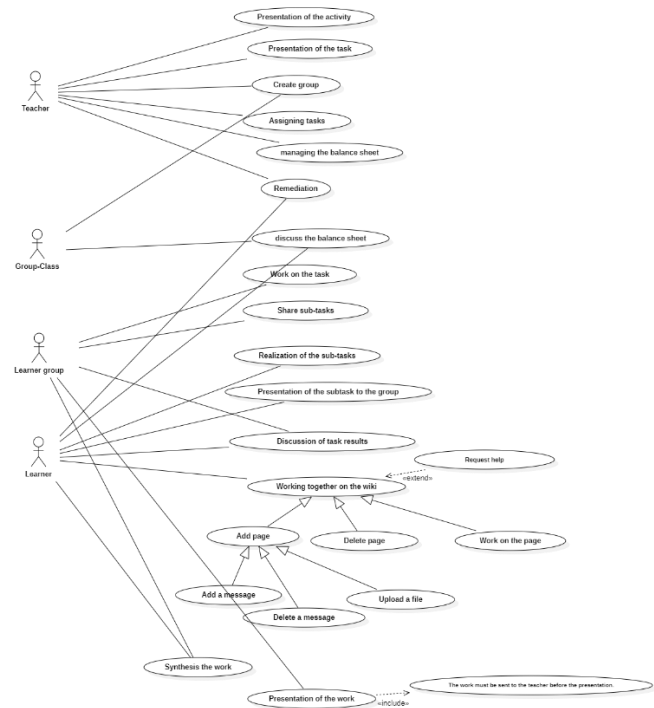 Presentation of the activity
Presentation of the task
Create group
Teacher
Assigning tasks
managing the balance sheet
Remediation
discuss the balance sheet
Group-Class
Work on the task
Share sub-tasks
Learner group
Realization of the sub-tasks
Presentation of the subtask to the group
Discussion of task results
Learner
Request help
«extend»
Working together on the wiki
Add page
Delete page
Work on the page
Add a message
Upload a file
Delete a message
Synthesis the work
The work must be sent to the teacher before the presentation.
Presentation of the work
«include»